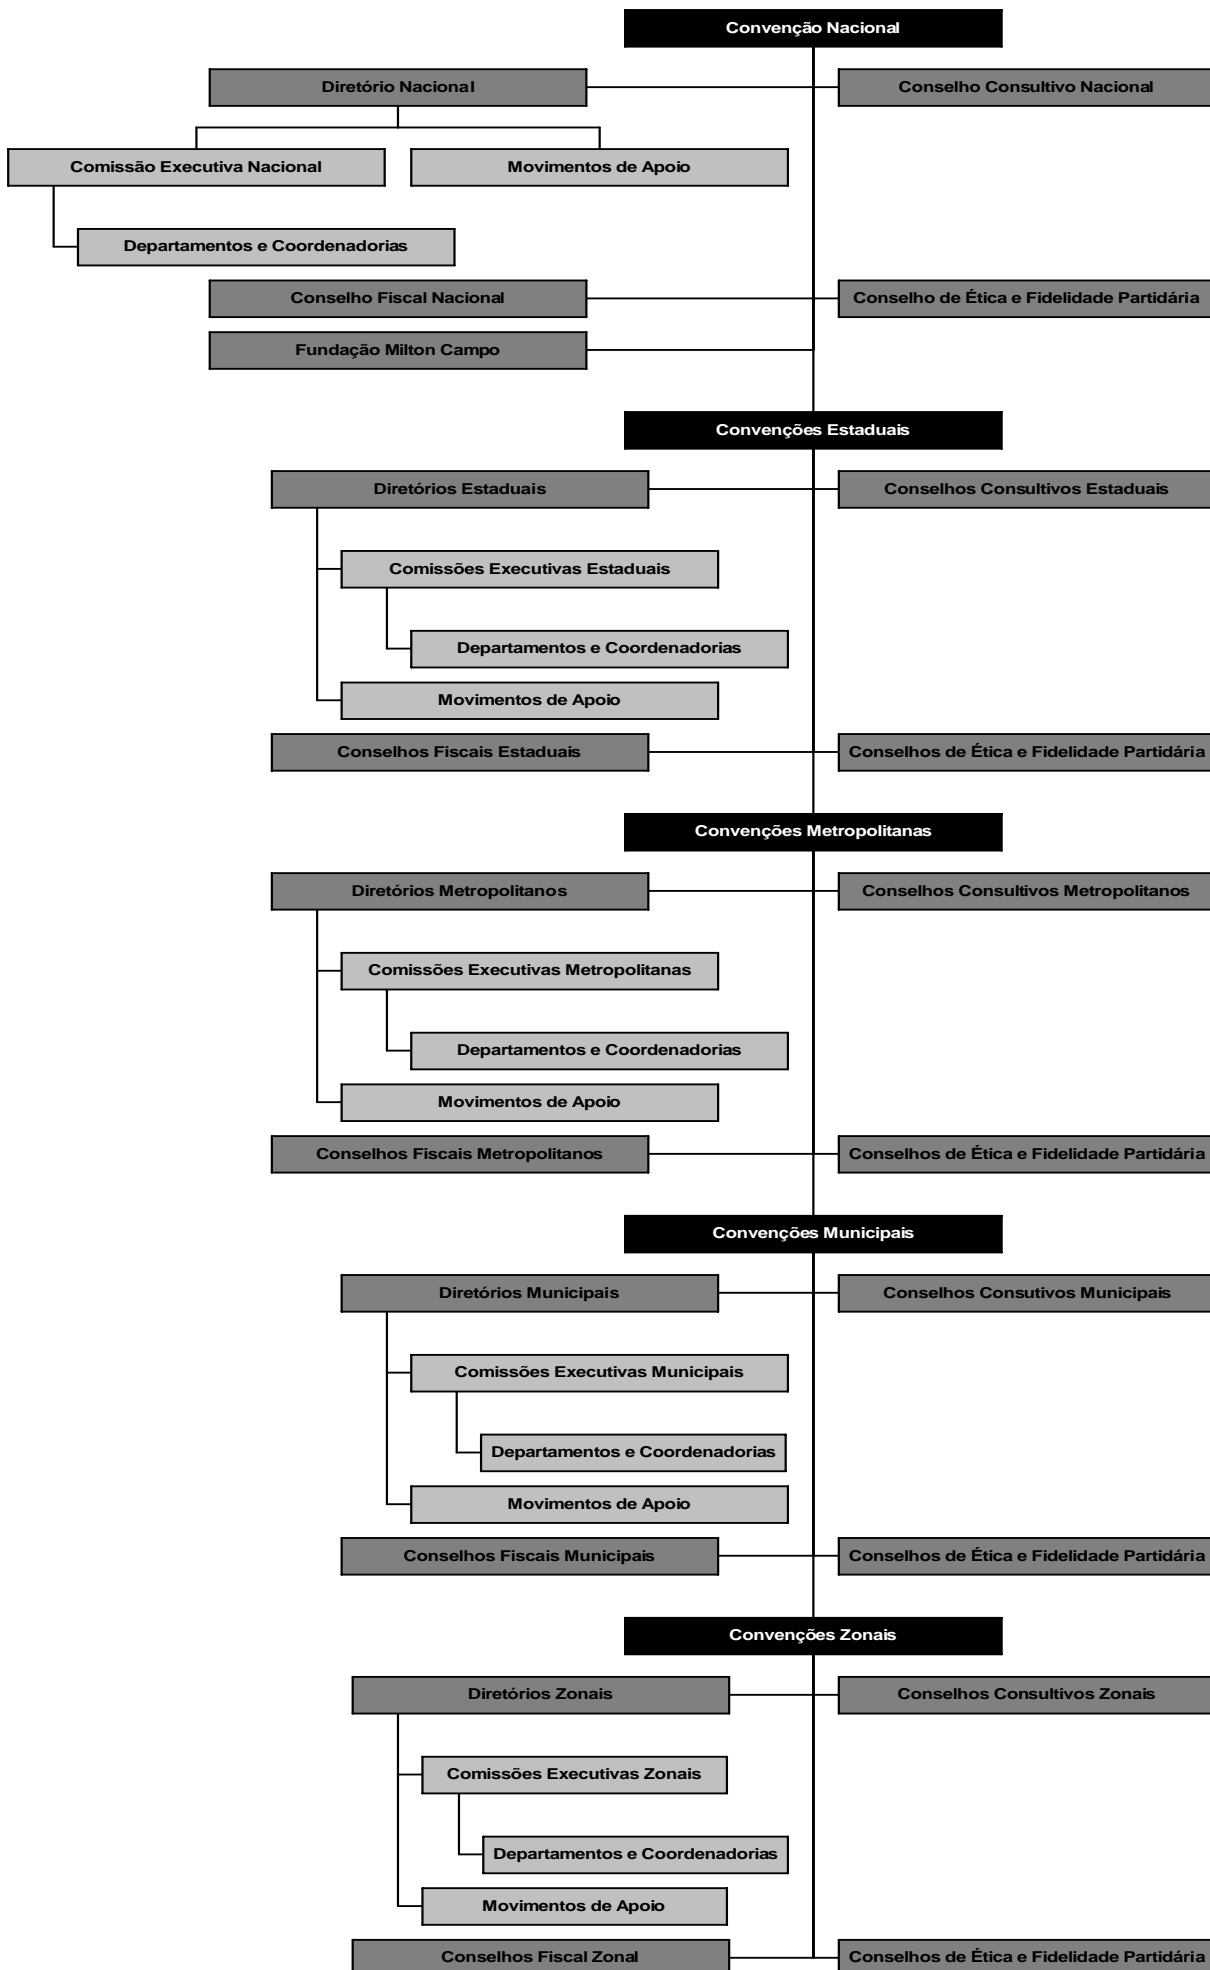 Convenção Nacional
Diretório Nacional
Conselho Consultivo Nacional
Comissão Executiva Nacional
Movimentos de Apoio
Departamentos e Coordenadorias
Conselho Fiscal Nacional
Conselho de Ética e Fidelidade Partidária
Fundação Milton Campo
Convenções Estaduais
Diretórios Estaduais
Conselhos Consultivos Estaduais
Comissões Executivas Estaduais
Departamentos e Coordenadorias
Movimentos de Apoio
Conselhos Fiscais Estaduais
Conselhos de Ética e Fidelidade Partidária
Convenções Metropolitanas
Diretórios Metropolitanos
Conselhos Consultivos Metropolitanos
Comissões Executivas Metropolitanas
Departamentos e Coordenadorias
Movimentos de Apoio
Conselhos Fiscais Metropolitanos
Conselhos de Ética e Fidelidade Partidária
Convenções Municipais
Diretórios Municipais
Conselhos Consutivos Municipais
Comissões Executivas Municipais
Departamentos e Coordenadorias
Movimentos de Apoio
Conselhos Fiscais Municipais
Conselhos de Ética e Fidelidade Partidária
Convenções Zonais
Diretórios Zonais
Conselhos Consultivos Zonais
Comissões Executivas Zonais
Departamentos e Coordenadorias
Movimentos de Apoio
Conselhos Fiscal Zonal
Conselhos de Ética e Fidelidade Partidária